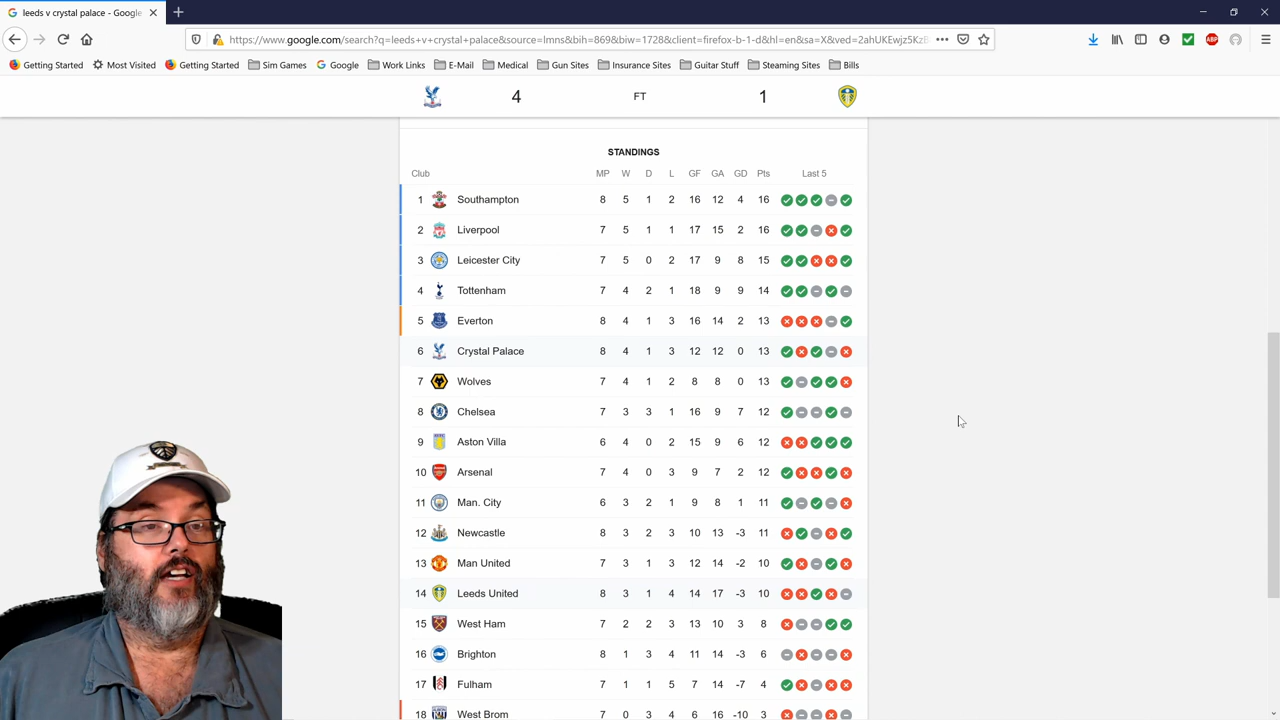 leeds v crystal palace - Google
https://www.google.com/search?q=leeds+v+crystal+palace&source=lmns&bih=869&biw=1728&client=firefox-b-1-d&hl=en&sa=X&ved=2ahUKEwjz5Kz
Getting Started Most Visited Getting Started Sim Games Google Work Links E-Mail Medical Gun Sites Insurance Sites Guitar Stuff Steaming Sites Bills
4 FT 1
STANDINGS
Club MP W D L GF GA GD Pts Last 5
1 Southampton 8 5 1 2 16 12 4 16
2 Liverpool 7 5 1 1 17 15 2 16
3 Leicester City 7 5 0 2 17 9 8 15
4 Tottenham 7 4 2 1 18 9 9 14
5 Everton 8 4 1 3 16 14 2 13
6 Crystal Palace 8 4 1 3 12 12 0 13
7 Wolves 7 4 1 2 8 8 0 13
8 Chelsea 7 3 3 1 16 9 7 12
9 Aston Villa 6 4 0 2 15 9 6 12
10 Arsenal 7 4 0 3 9 7 2 12
11 Man. City 6 3 2 1 9 8 1 11
12 Newcastle 8 3 2 3 10 13 -3 11
13 Man United 7 3 1 3 12 14 -2 10
14 Leeds United 8 3 1 4 14 17 -3 10
15 West Ham 7 2 2 3 13 10 3 8
16 Brighton 8 1 3 4 11 14 -3 6
17 Fulham 7 1 1 5 7 14 -7 4
18 West Brom 7 0 3 4 6 16 -10 3